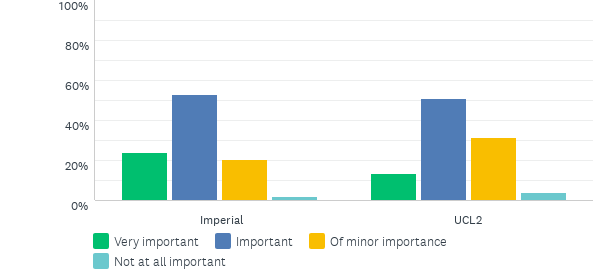 100%
80%
60%
40%
20%
0%
Imperial UCL2
Very important Important Of minor importance
Not at all important